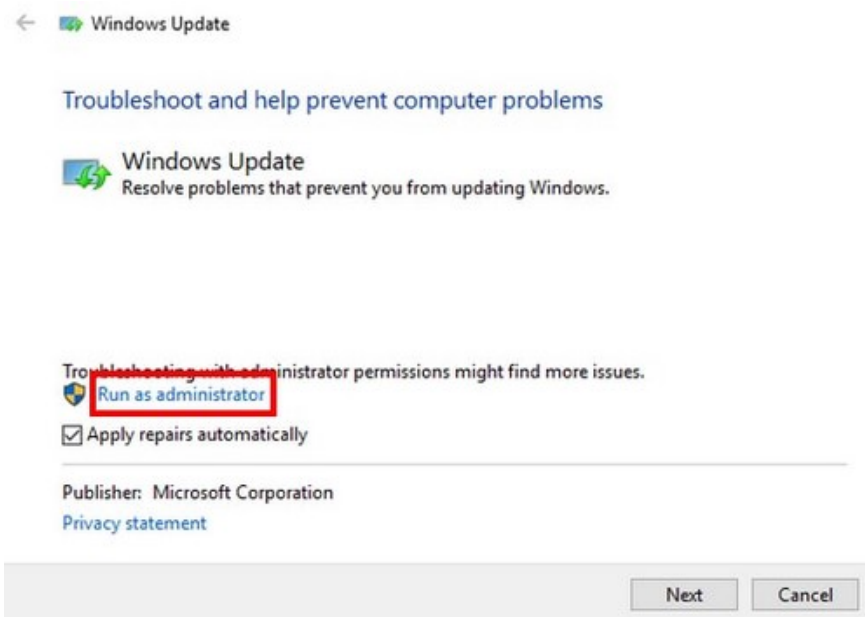 Windows Update
Troubleshoot and help prevent computer problems
Windows Update
Resolve problems that prevent you from updating Windows.
Troubleshooting with administrator permissions might find more issues.
Run as administrator
Apply repairs automatically
Publisher: Microsoft Corporation
Privacy statement
Next Cancel